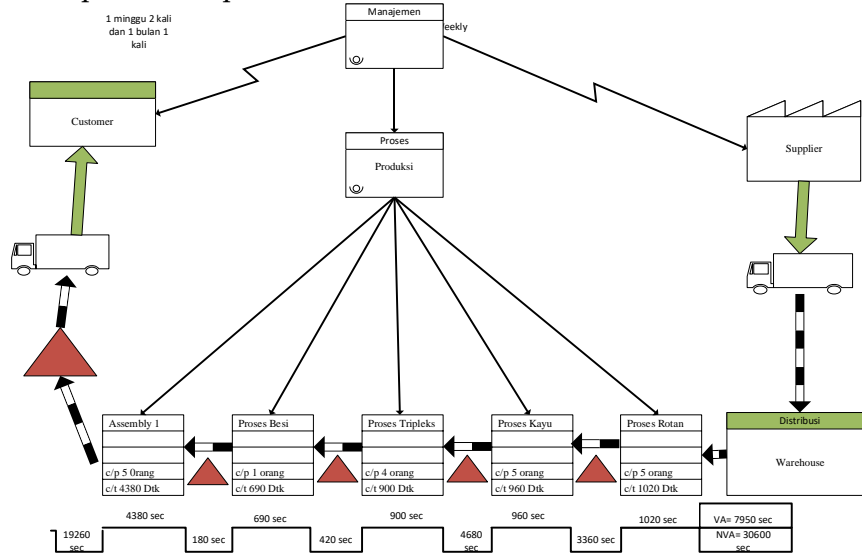 1 minggu 2 kali
dan 1 bulan 1
kali
Manajemen
eekly
Customer
Proses
Produksi
Supplier
Assembly 1
c/p 5 0rang
c/t 4380 Dtk
Proses Besi
c/p 1 orang
c/t 690 Dtk
Proses Tripleks
c/p 4 orang
c/t 900 Dtk
Proses Kayu
c/p 5 orang
c/t 960 Dtk
Proses Rotan
c/p 5 orang
c/t 1020 Dtk
Distribusi
Warehouse
4380 sec
690 sec
900 sec
960 sec
1020 sec
VA= 7950 sec
19260
sec
180 sec
420 sec
4680
sec
3360 sec
NVA= 30600
sec